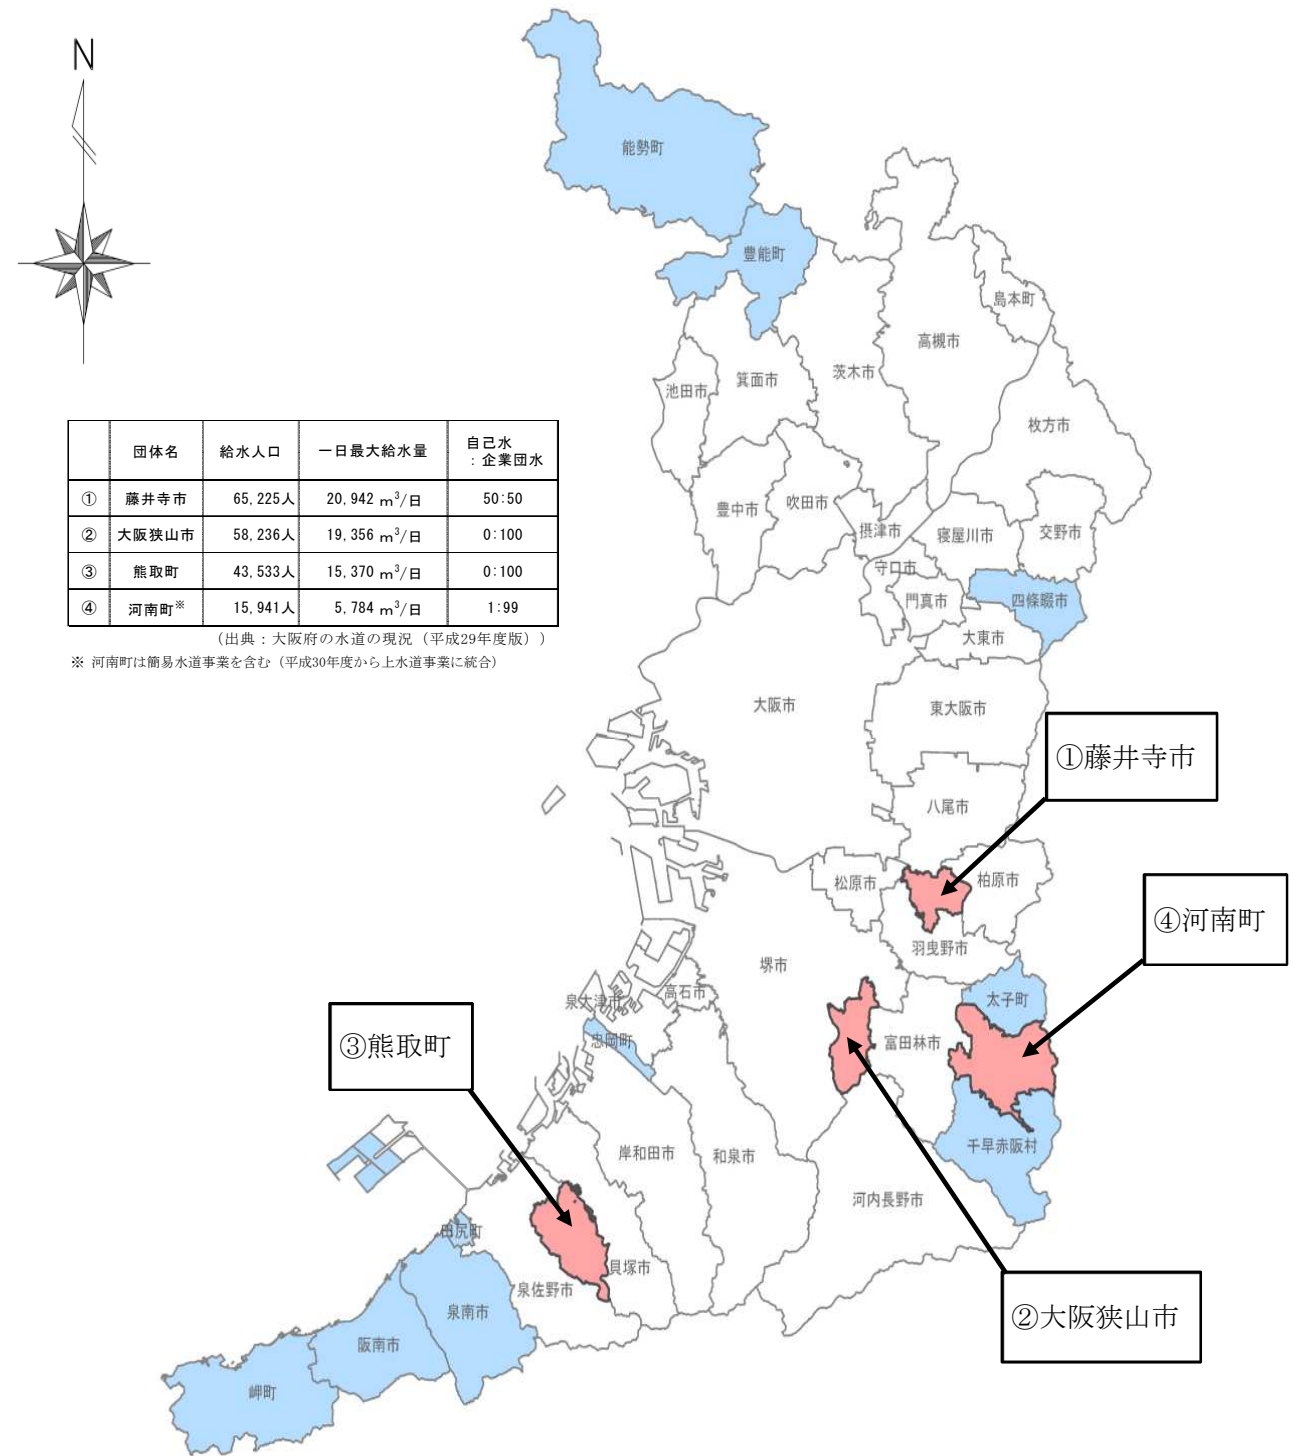 N
能勢町
豊能町
島本町
高槻市
茨木市
箕面市
池田市
枚方市
団体名 給水人口 一日最大給水量 自己水：企業団水
① 藤井寺市 65,225人 20,942 m³/日 50:50
② 大阪狭山市 58,236人 19,356 m³/日 0:100
③ 熊取町 43,533人 15,370 m³/日 0:100
④ 河南町※ 15,941人 5,784 m³/日 1:99
（出典：大阪府の水道の現況（平成29年度版））
※ 河南町は簡易水道事業を含む（平成30年度から上水道事業に統合）
豊中市
吹田市
摂津市
寝屋川市
交野市
守口市
門真市
四條畷市
大東市
大阪市
東大阪市
①藤井寺市
八尾市
松原市
柏原市
④河南町
羽曳野市
堺市
高石市
泉大津市
太子町
③熊取町
忠岡町
富田林市
岸和田市
和泉市
千早赤阪村
河内長野市
田尻町
貝塚市
泉佐野市
②大阪狭山市
泉南市
阪南市
岬町